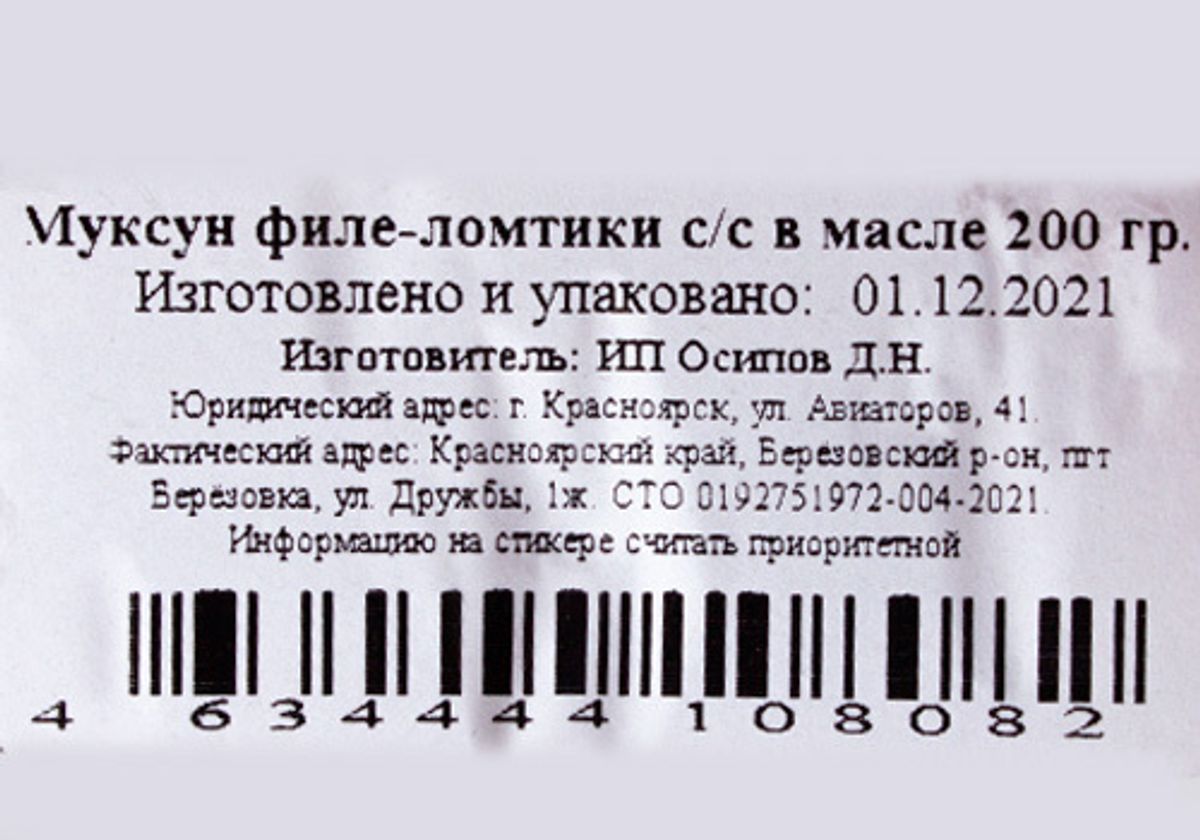 Муксун филе-ломтики с/с в масле 200 гр.
Изготовлено и упаковано: 01.12.2021
Изготовитель: ИП Осипов Д.Н.
Юридический адрес: г. Красноярск, ул. Авиаторов, 41.
Фактический адрес: Красноярский край, Берёзовский р-он, пгт
Берёзовка, ул. Дружбы, 1ж. СТО 0192751972-004-2021.
Информацию на стикере считать приоритетной
4 634444 108082